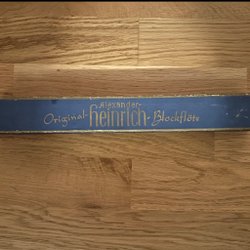 Alexander-
Original- heinrich- Blockflöte